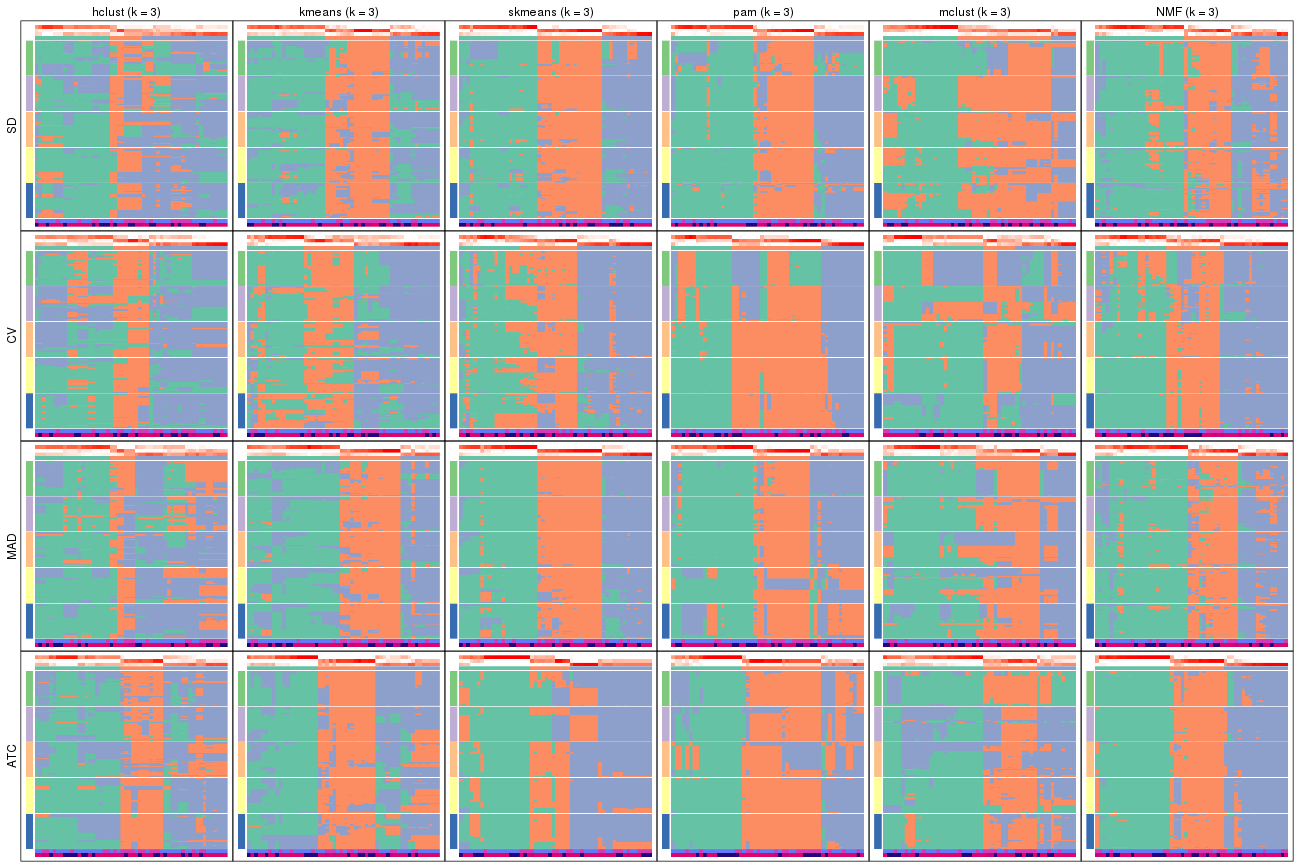 hclust (k = 3)
kmeans (k = 3)
skmeans (k = 3)
pam (k = 3)
mclust (k = 3)
NMF (k = 3)
SD
CV
MAD
ATC